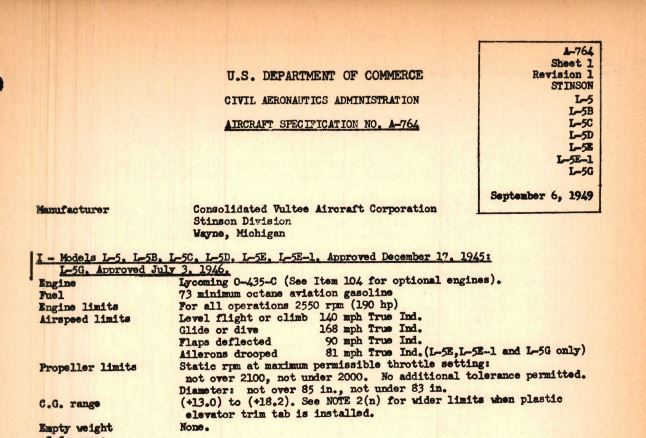 A-764
Sheet 1
Revision 1
STINSON
L-5
L-5B
L-5C
L-5D
L-5E
L-5E-1
L-5G
September 6, 1949
U.S. DEPARTMENT OF COMMERCE
CIVIL AERONAUTICS ADMINISTRATION
AIRCRAFT SPECIFICATION NO. A-764
Manufacturer Consolidated Vultee Aircraft Corporation
Stinson Division
Wayne, Michigan
I - Models L-5, L-5B, L-5C, L-5D, L-5E, L-5E-1, Approved December 17, 1945;
L-5G, Approved July 3, 1946.
Engine Lycoming O-435-C (See Item 104 for optional engines).
Fuel 73 minimum octane aviation gasoline
Engine limits For all operations 2550 rpm (190 hp)
Airspeed limits Level flight or climb 140 mph True Ind.
Glide or dive 168 mph True Ind.
Flaps deflected 90 mph True Ind.
Ailerons drooped 81 mph True Ind.(L-5E,L-5E-1 and L-5G only)
Propeller limits Static rpm at maximum permissible throttle setting:
not over 2100, not under 2000. No additional tolerance permitted.
Diameter: not over 85 in., not under 83 in.
C.G. range (+13.0) to (+18.2). See NOTE 2(n) for wider limits when plastic
elevator trim tab is installed.
Empty weight None.